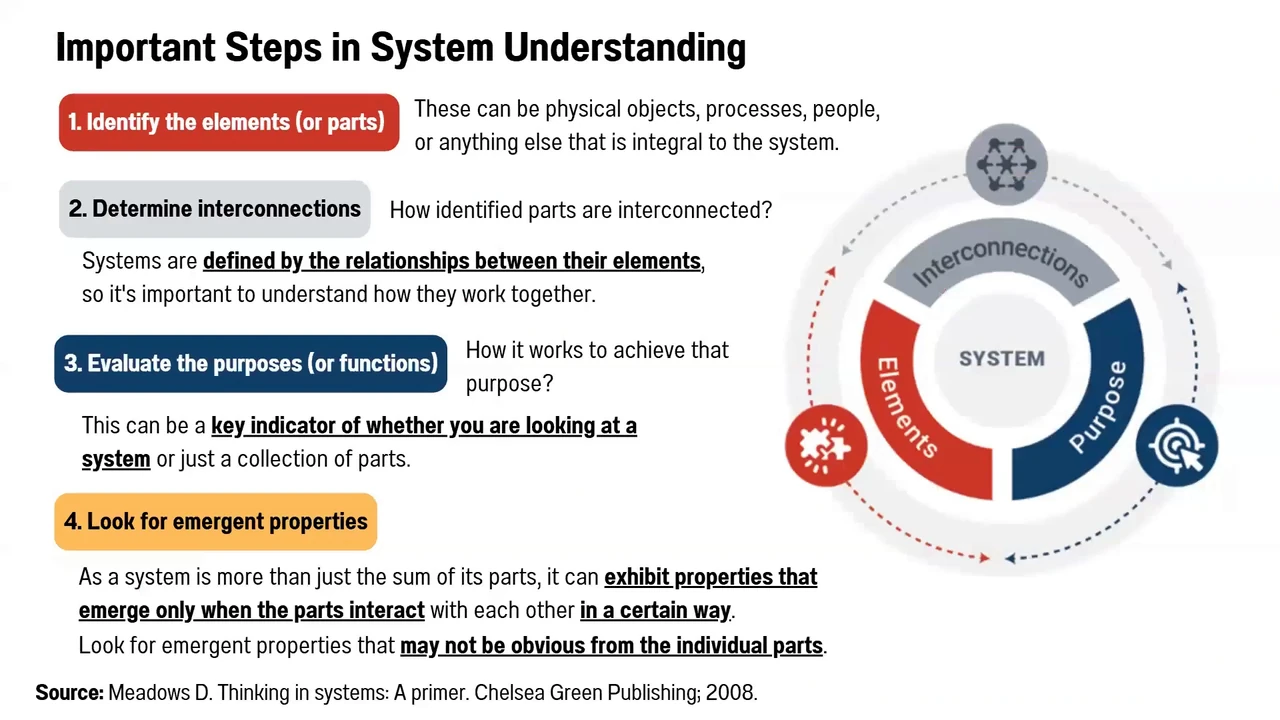 Important Steps in System Understanding
1. Identify the elements (or parts)
These can be physical objects, processes, people,
or anything else that is integral to the system.
2. Determine interconnections
How identified parts are interconnected?
Systems are defined by the relationships between their elements,
so it's important to understand how they work together.
3. Evaluate the purposes (or functions)
How it works to achieve that
purpose?
This can be a key indicator of whether you are looking at a
system or just a collection of parts.
4. Look for emergent properties
As a system is more than just the sum of its parts, it can exhibit properties that
emerge only when the parts interact with each other in a certain way.
Look for emergent properties that may not be obvious from the individual parts.
Source: Meadows D. Thinking in systems: A primer. Chelsea Green Publishing; 2008.
Interconnections
SYSTEM
Elements
Purpose